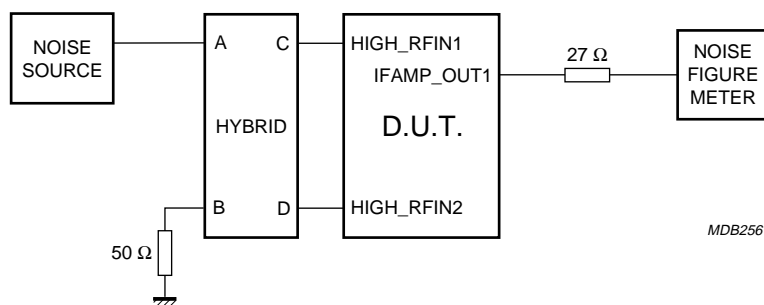 NOISE
SOURCE
A
C
HYBRID
B
D
50 Ω
HIGH_RFIN1
IFAMP_OUT1
D.U.T.
HIGH_RFIN2
27 Ω
NOISE
FIGURE
METER
MDB256